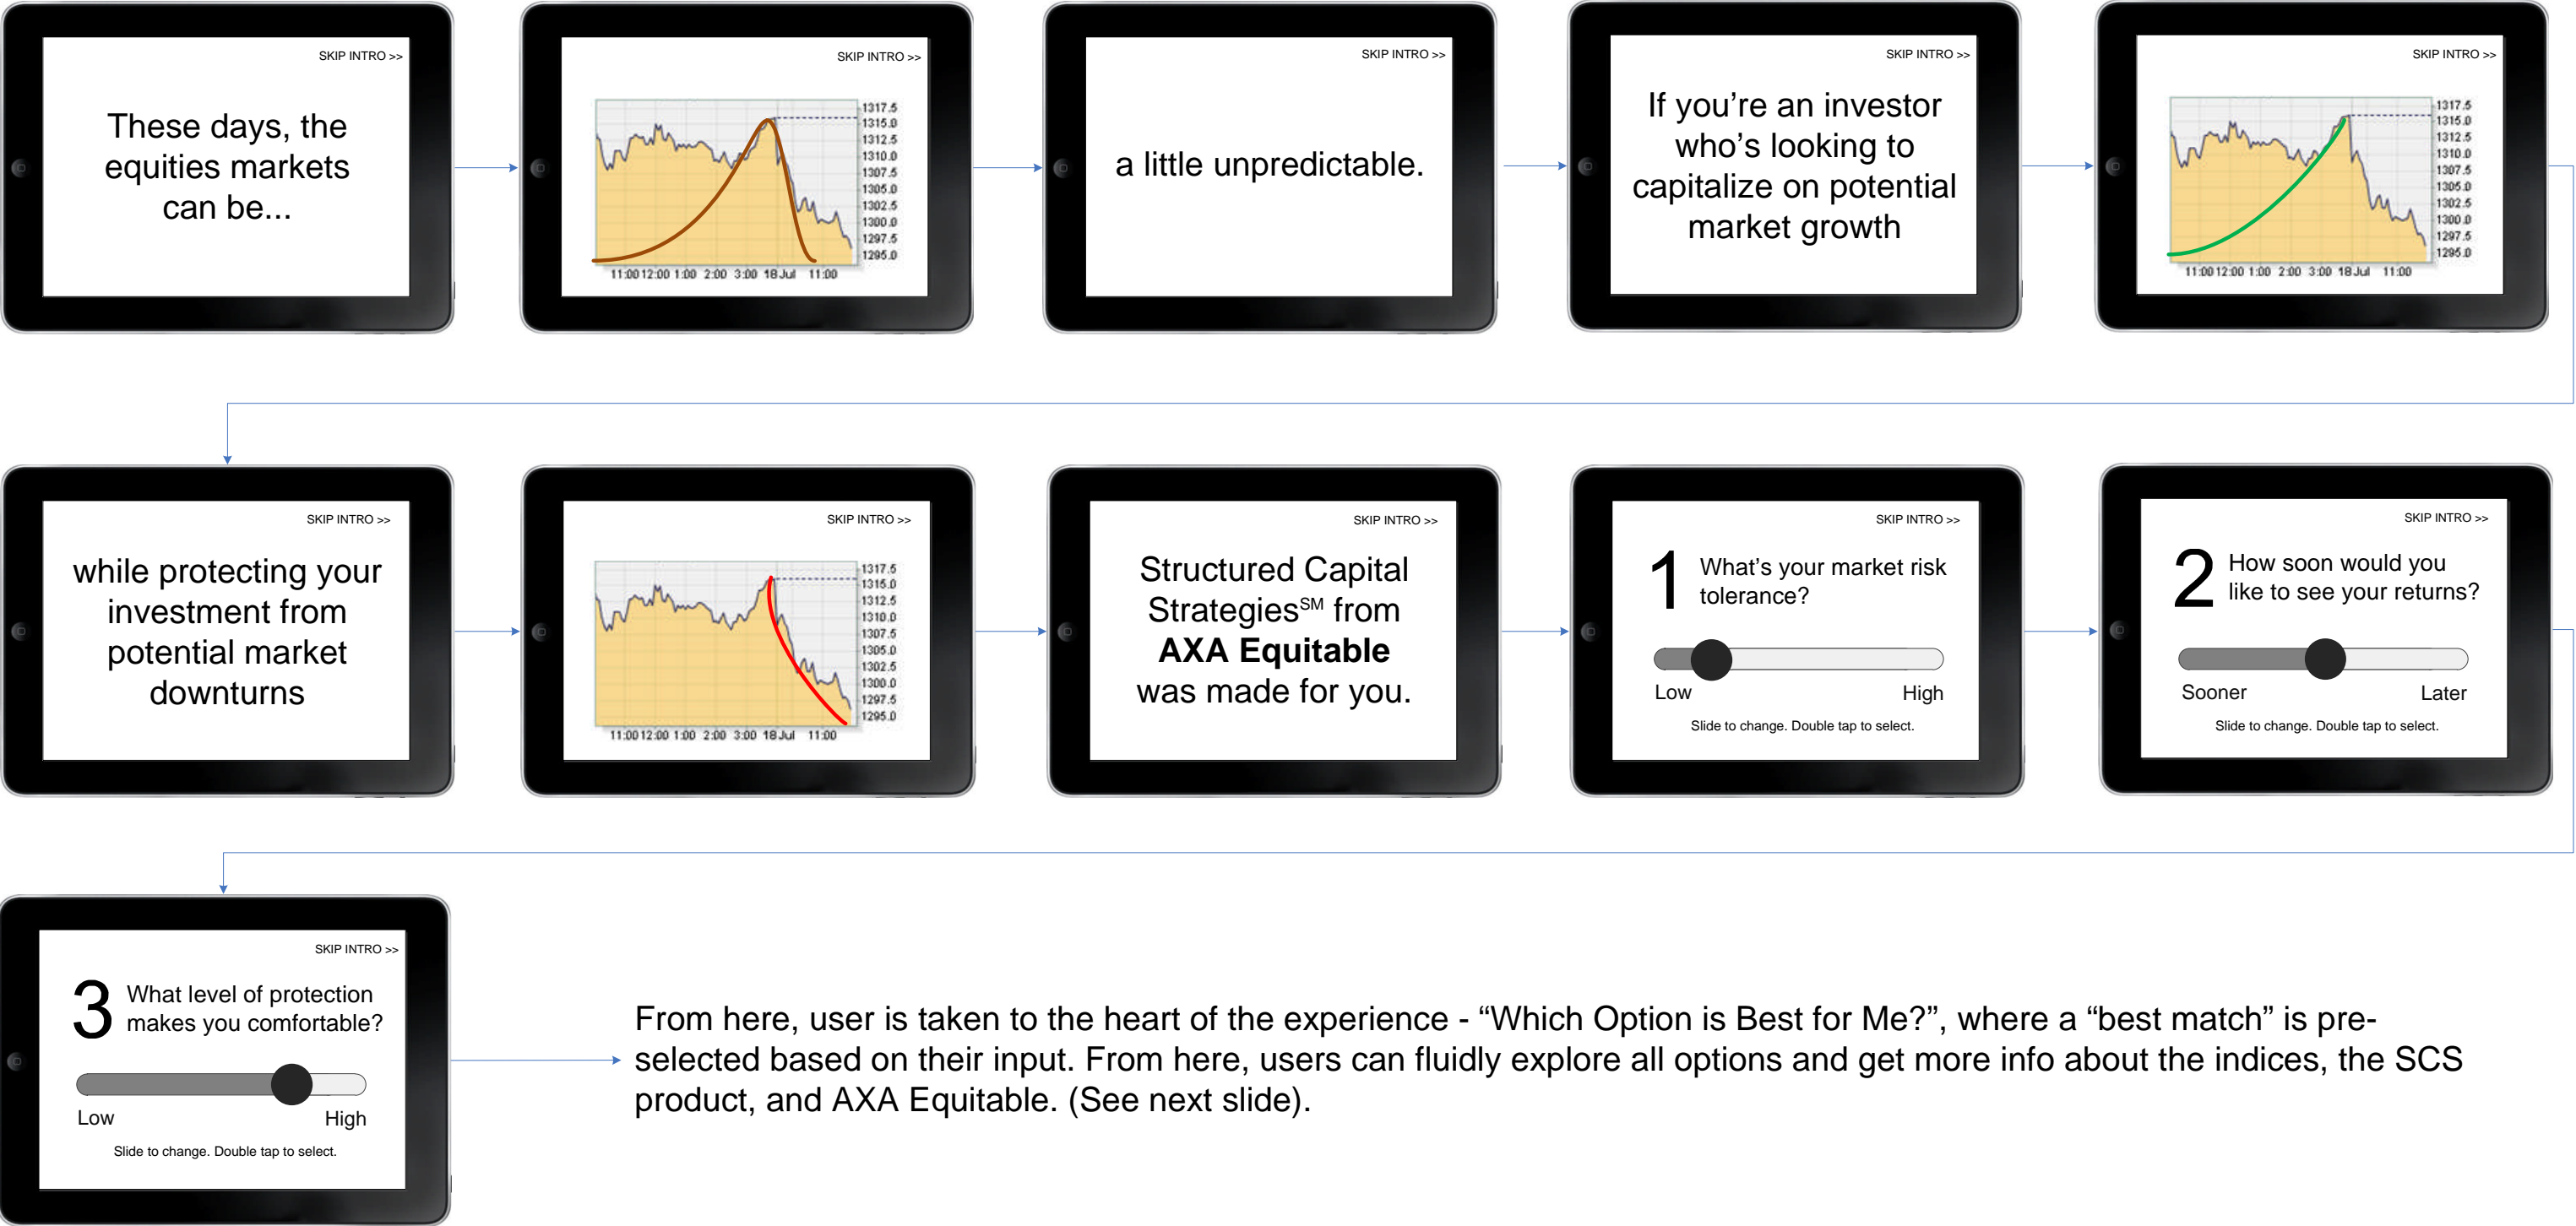 SKIP INTRO >>
These days, the
equities markets
can be...
SKIP INTRO >>
1317.5
1315.0
1312.5
1310.0
1307.5
1305.0
1302.5
1300.0
1297.5
1295.0
11:00 12:00 1:00 2:00 3:00 18 Jul 11:00
SKIP INTRO >>
a little unpredictable.
SKIP INTRO >>
If you’re an investor
who’s looking to
capitalize on potential
market growth
SKIP INTRO >>
1317.5
1315.0
1312.5
1310.0
1307.5
1305.0
1302.5
1300.0
1297.5
1295.0
11:00 12:00 1:00 2:00 3:00 18 Jul 11:00
SKIP INTRO >>
while protecting your
investment from
potential market
downturns
SKIP INTRO >>
1317.5
1315.0
1312.5
1310.0
1307.5
1305.0
1302.5
1300.0
1297.5
1295.0
11:00 12:00 1:00 2:00 3:00 18 Jul 11:00
SKIP INTRO >>
Structured Capital
Strategies℠ from
AXA Equitable
was made for you.
SKIP INTRO >>
1 What’s your market risk
tolerance?
Low High
Slide to change. Double tap to select.
SKIP INTRO >>
2 How soon would you
like to see your returns?
Sooner Later
Slide to change. Double tap to select.
SKIP INTRO >>
3 What level of protection
makes you comfortable?
Low High
Slide to change. Double tap to select.
From here, user is taken to the heart of the experience - “Which Option is Best for Me?”, where a “best match” is pre-
selected based on their input. From here, users can fluidly explore all options and get more info about the indices, the SCS
product, and AXA Equitable. (See next slide).